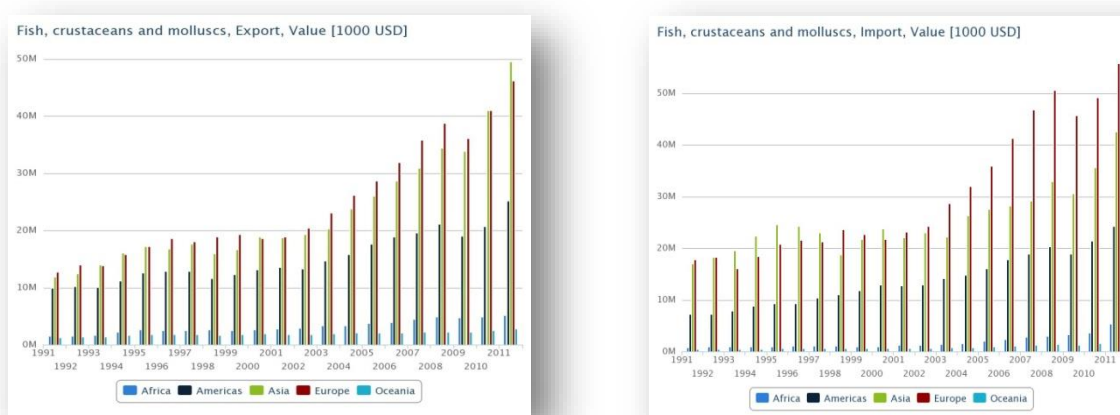 Fish, crustaceans and molluscs, Export, Value [1000 USD]
50M
40M
30M
20M
10M
0M
1991 1993 1995 1997 1999 2001 2003 2005 2007 2009 2011
1992 1994 1996 1998 2000 2002 2004 2006 2008 2010
Africa Americas Asia Europe Oceania
Fish, crustaceans and molluscs, Import, Value [1000 USD]
50M
40M
30M
20M
10M
0M
1991 1993 1995 1997 1999 2001 2003 2005 2007 2009 2011
1992 1994 1996 1998 2000 2002 2004 2006 2008 2010
Africa Americas Asia Europe Oceania